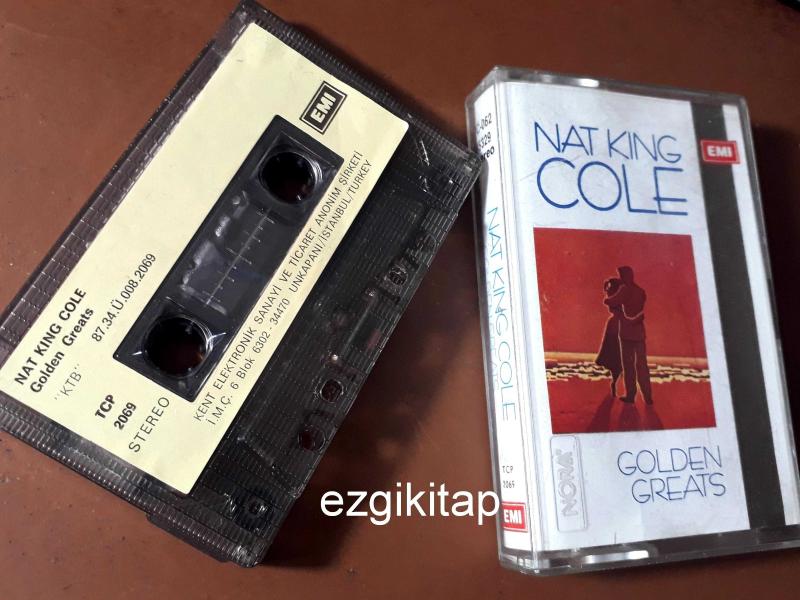 EMI
NAT KING COLE
Golden Greats
87.34.Ü.008.2069
"KTB"
TCP
2069
STEREO
KENT ELEKTRONİK SANAYİ VE TİCARET ANONİM ŞİRKETİ
İ.M.Ç. 6 Blok 6302 - 34470 UNKAPANI/İSTANBUL/TURKEY
NAT KING COLE
TCP
2069
EMI
NAT KING
COLE
EMI
GOLDEN
GREATS
NORM
ezgikitap